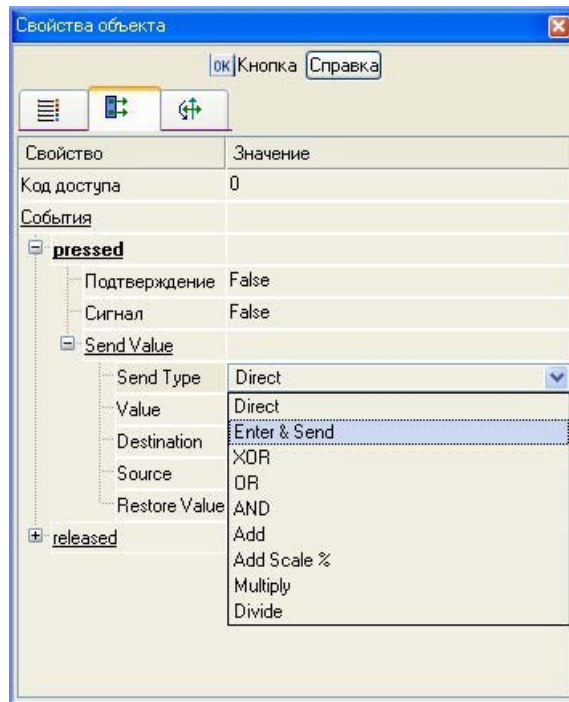 Свойства объекта
OK Кнопка Справка
Свойство Значение
Код доступа 0
События
pressed
Подтверждение False
Сигнал False
Send Value
Send Type Direct
Value Direct
Destination Enter & Send
XOR
Source OR
Restore Value AND
released Add
Add Scale %
Multiply
Divide